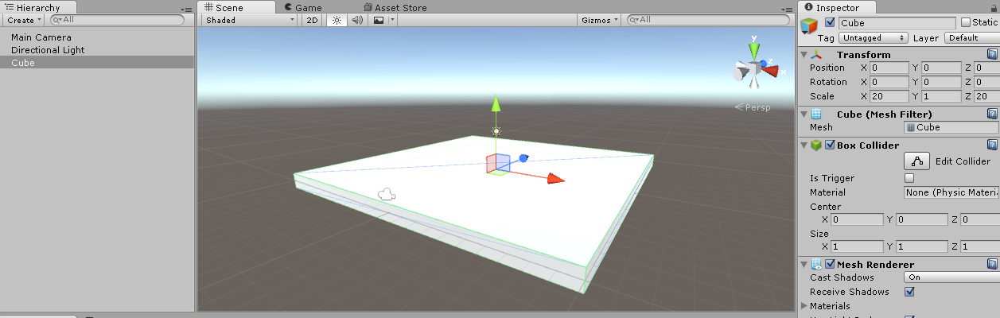 Hierarchy
Create
All
Main Camera
Directional Light
Cube
Scene
Game
Asset Store
Shaded
2D
Gizmos
All
y
z
x
Persp
Inspector
Cube
Static
Tag Untagged Layer Default
Transform
Position X 0 Y 0 Z 0
Rotation X 0 Y 0 Z 0
Scale X 20 Y 1 Z 20
Cube (Mesh Filter)
Mesh Cube
Box Collider
Edit Collider
Is Trigger
Material None (Physic Materi
Center
X 0 Y 0 Z 0
Size
X 1 Y 1 Z 1
Mesh Renderer
Cast Shadows On
Receive Shadows
Materials